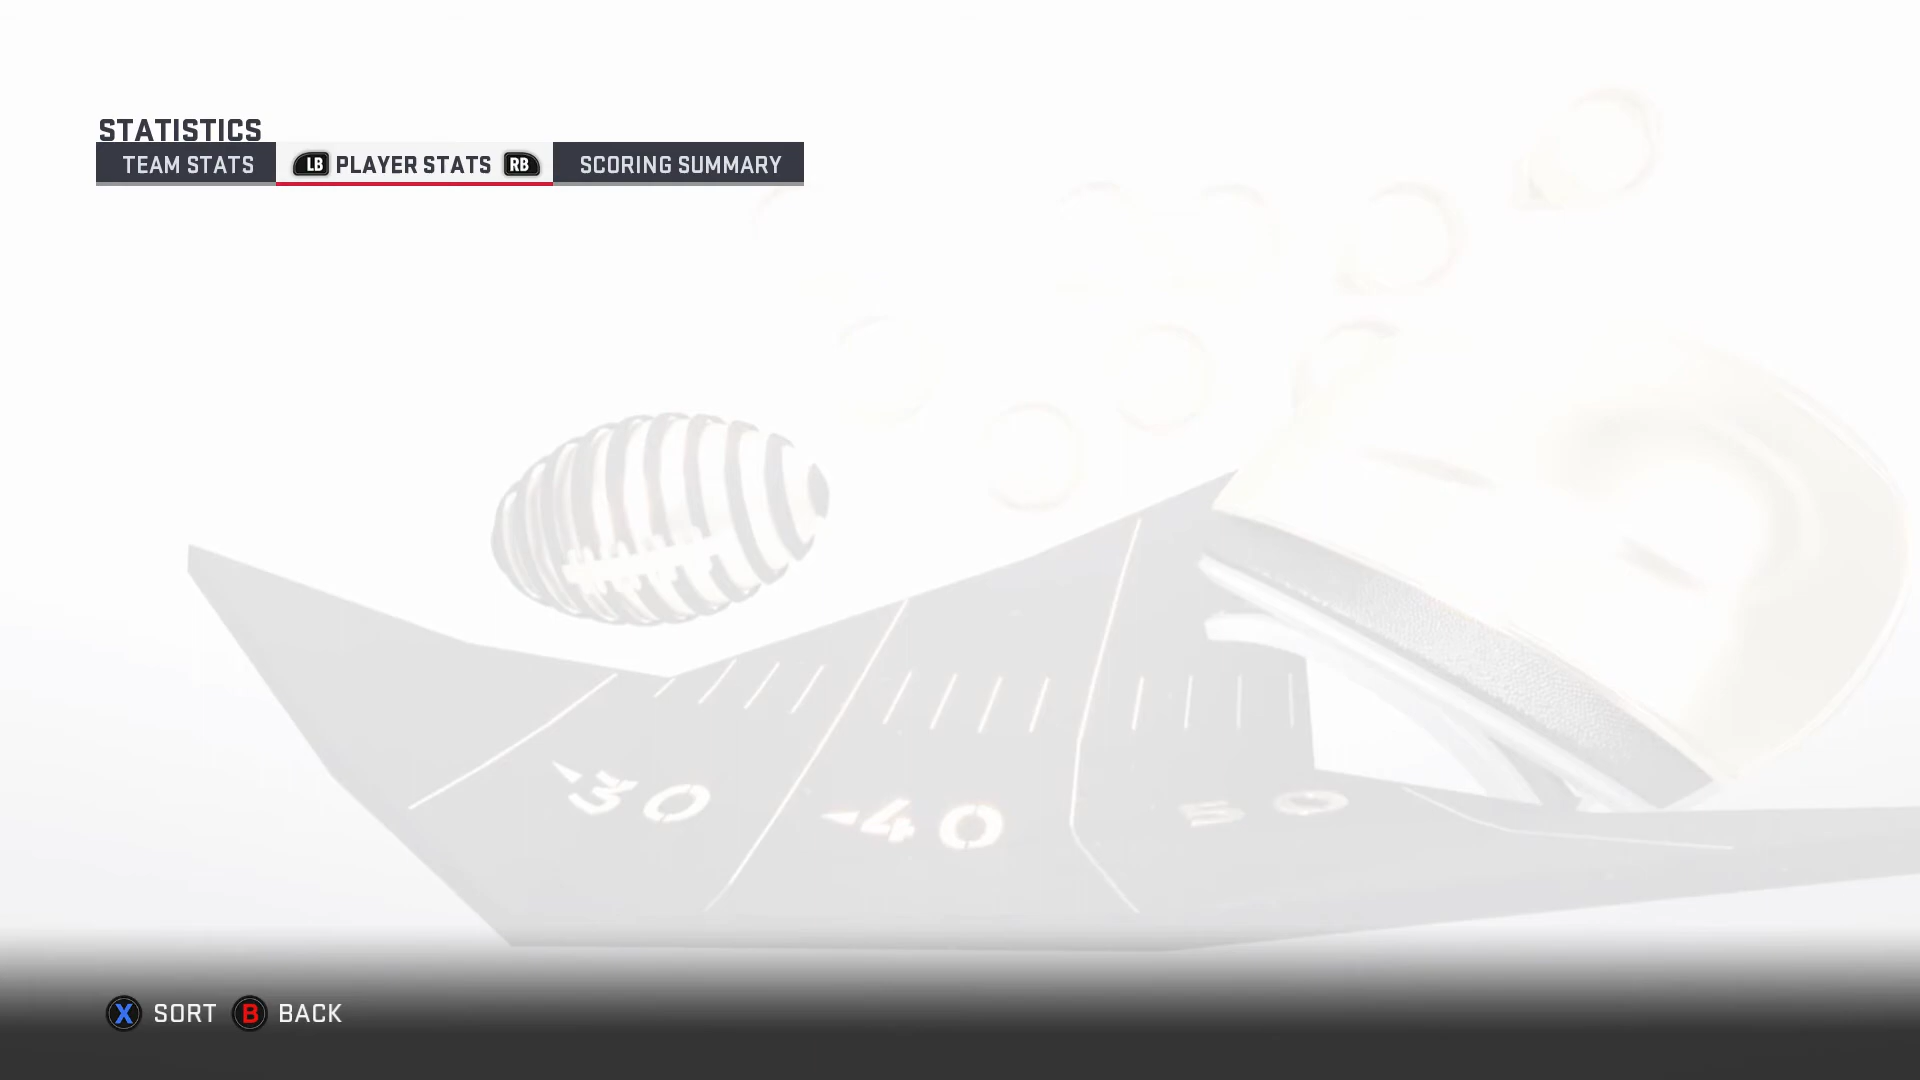 STATISTICS
TEAM STATS LB PLAYER STATS RB SCORING SUMMARY
30 40 50
X SORT B BACK